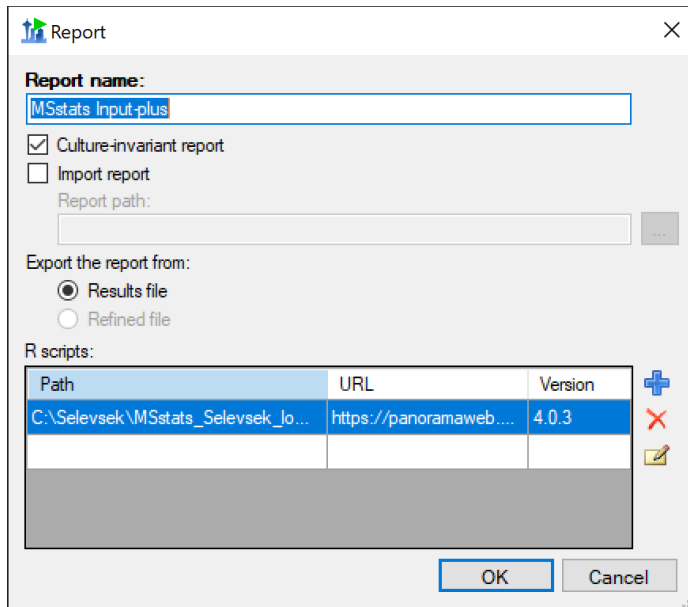 Report
Report name:
MSstats Input-plus
Culture-invariant report
Import report
Report path:
...
Export the report from:
Results file
Refined file
R scripts:
Path URL Version
C:\Selevsek\MSstats_Selevsek_lo... https://panoramaweb.... 4.0.3
OK Cancel